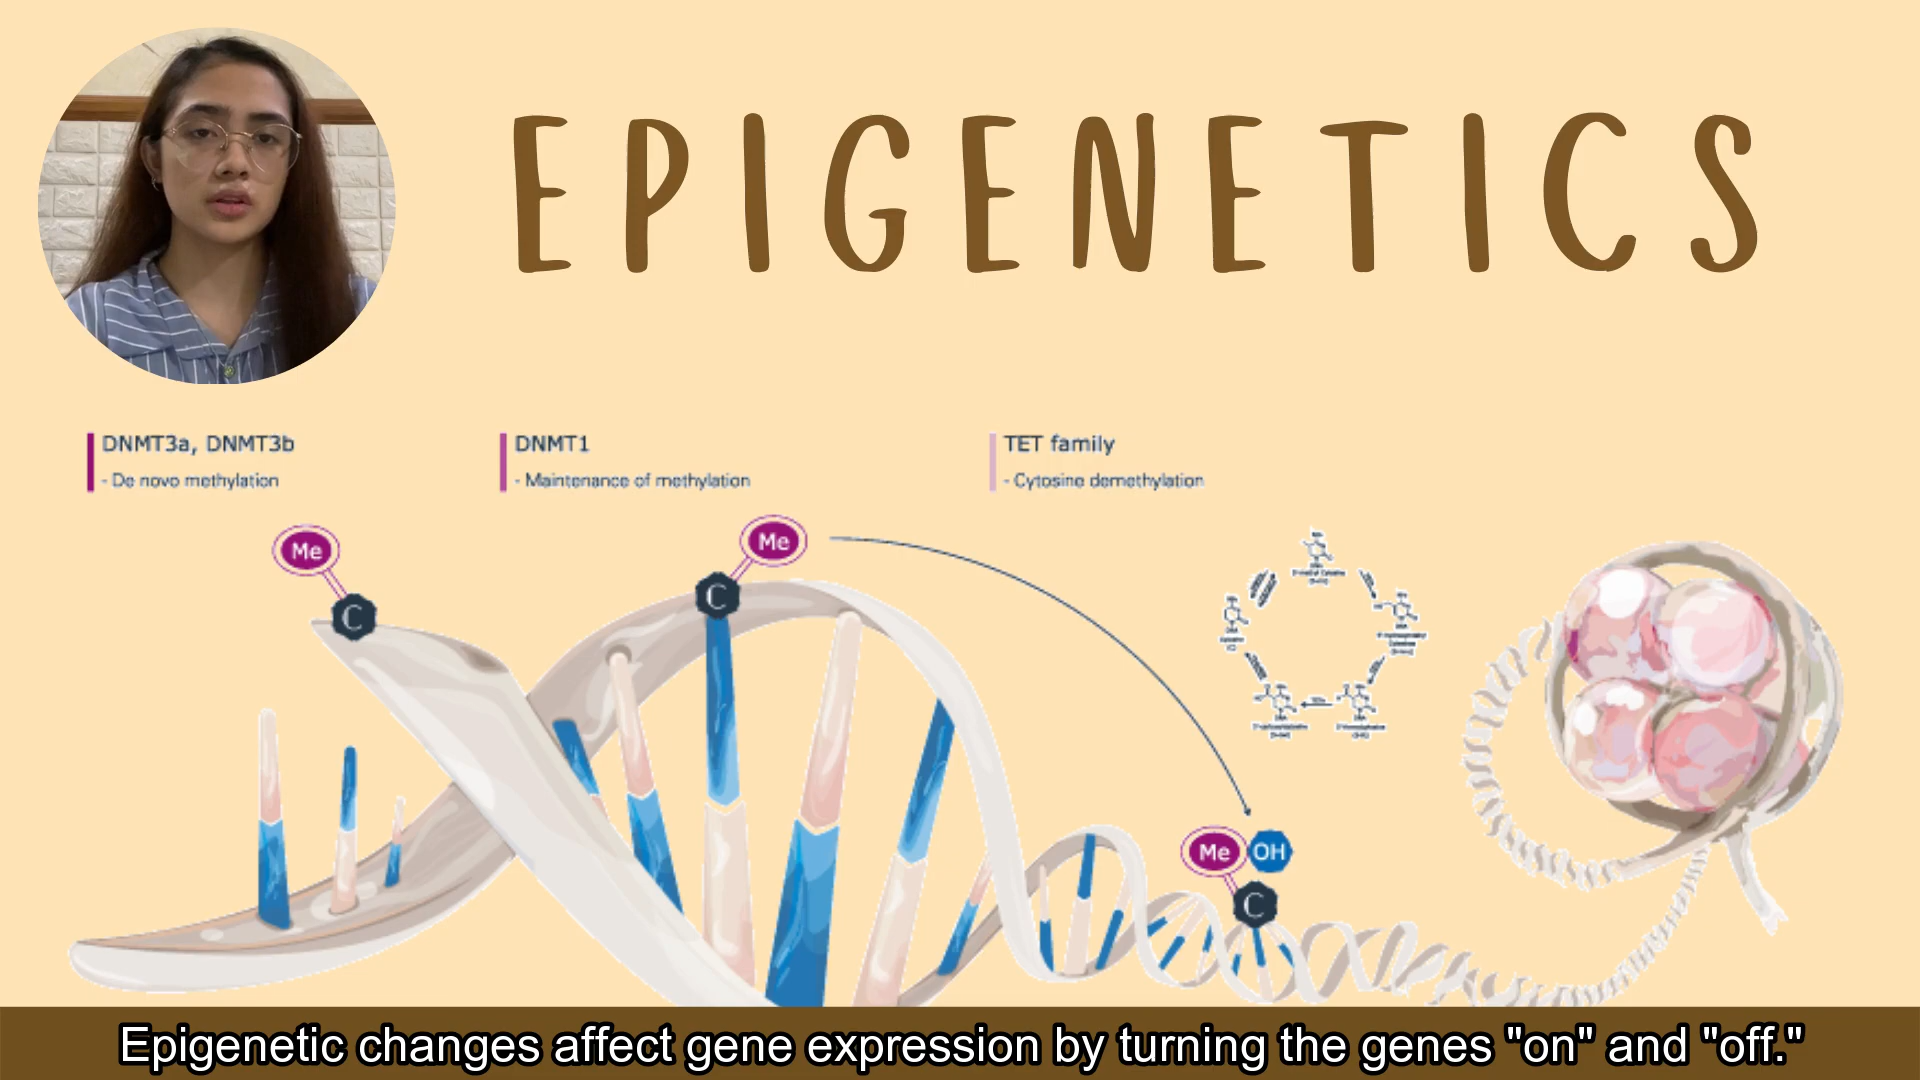 EPIGENETICS
DNMT3a, DNMT3b
- De novo methylation
DNMT1
- Maintenance of methylation
TET family
- Cytosine demethylation
Me
C
Me
C
Me OH
C
Epigenetic changes affect gene expression by turning the genes "on" and "off."